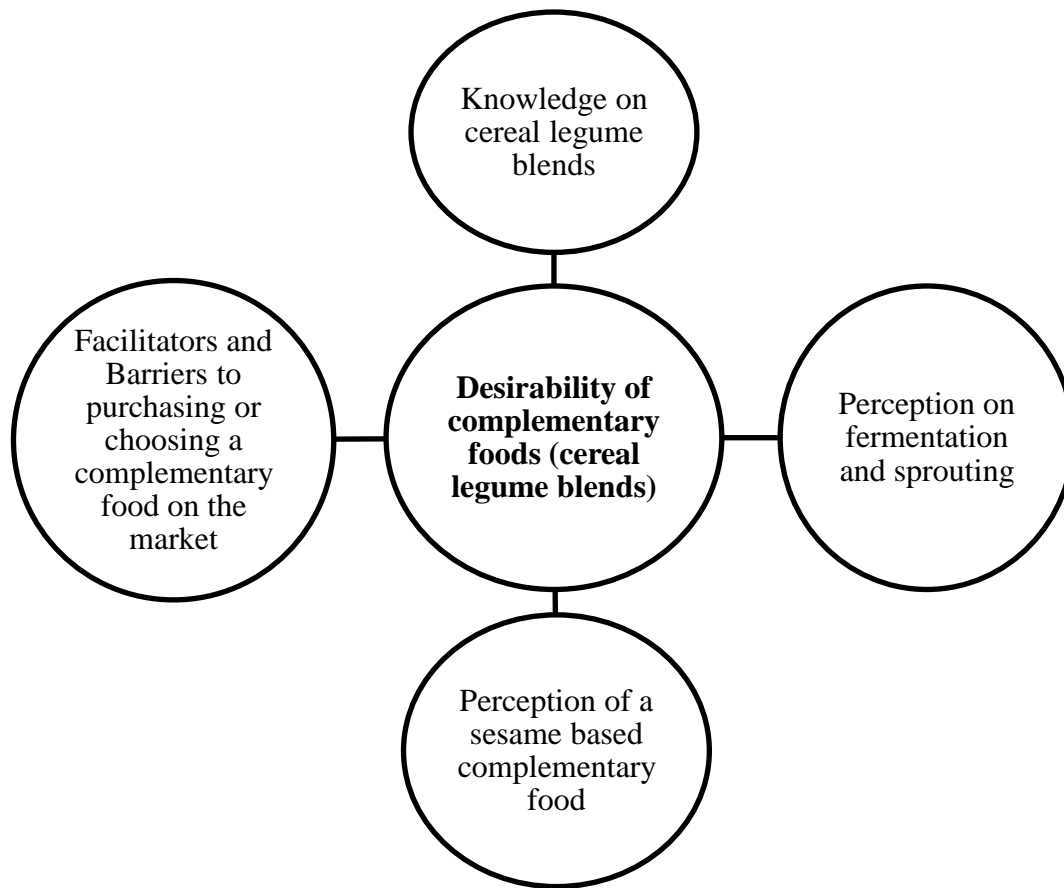 Knowledge on
cereal legume
blends
Facilitators and
Barriers to
purchasing or
choosing a
complementary
food on the
market
Desirability of
complementary
foods (cereal
legume blends)
Perception on
fermentation
and sprouting
Perception of a
sesame based
complementary
food